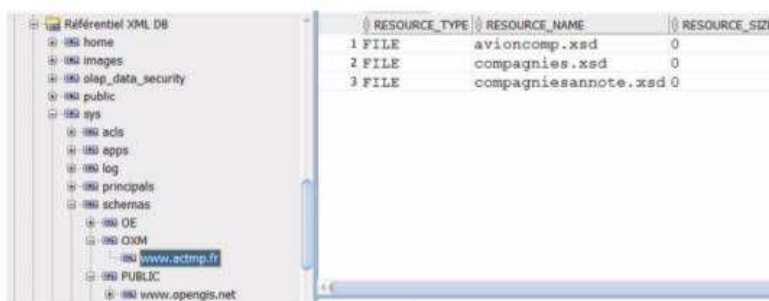 Référentiel XML DB
home
images
olap_data_security
public
sys
acls
apps
log
principals
schemas
OE
OXM
www.actmp.fr
PUBLIC
www.opengis.net
RESOURCE_TYPE RESOURCE_NAME RESOURCE_SIZE
1 FILE avioncomp.xsd 0
2 FILE compagnies.xsd 0
3 FILE compagniesannote.xsd 0